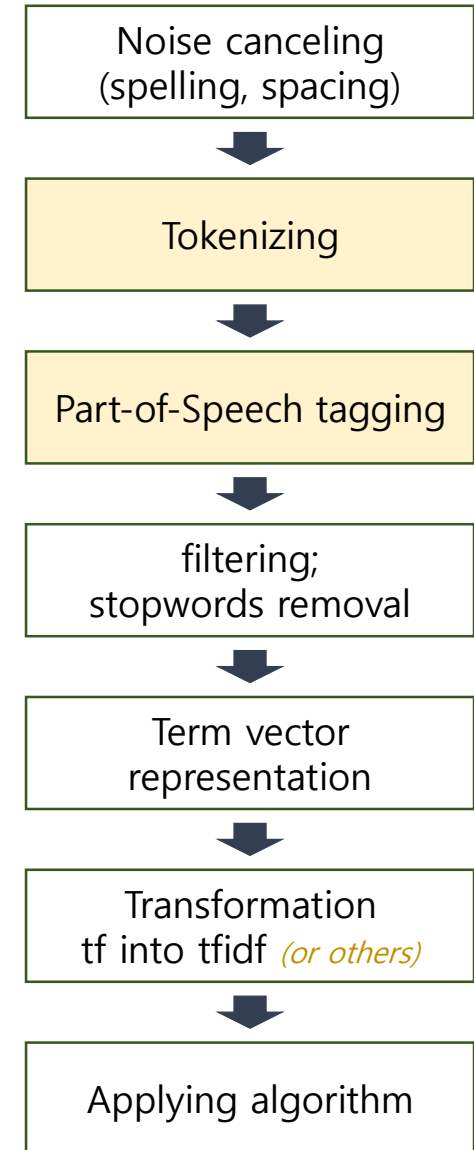 Noise canceling
(spelling, spacing)
Tokenizing
Part-of-Speech tagging
filtering;
stopwords removal
Term vector
representation
Transformation
tf into tfidf (or others)
Applying algorithm